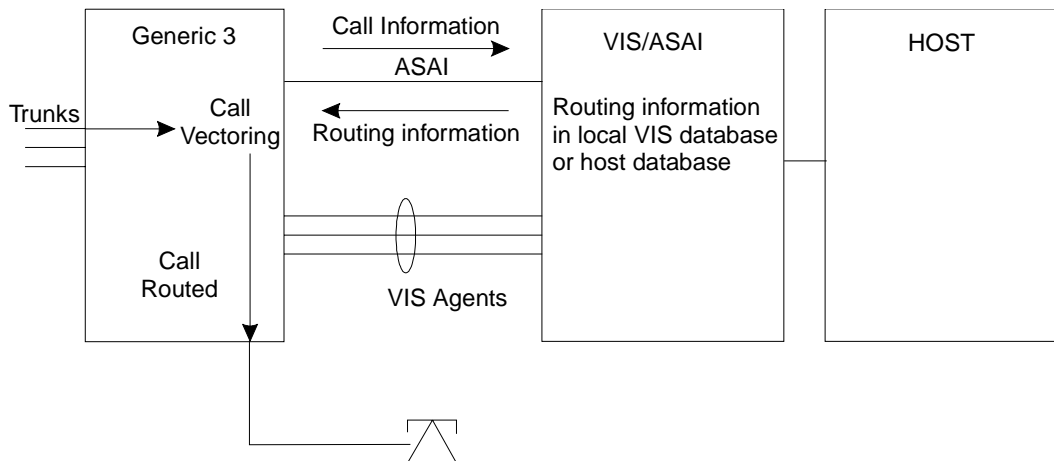 Generic 3
Trunks
Call
Vectoring
Call
Routed
Call Information
ASAI
Routing information
VIS Agents
VIS/ASAI
Routing information
in local VIS database
or host database
HOST